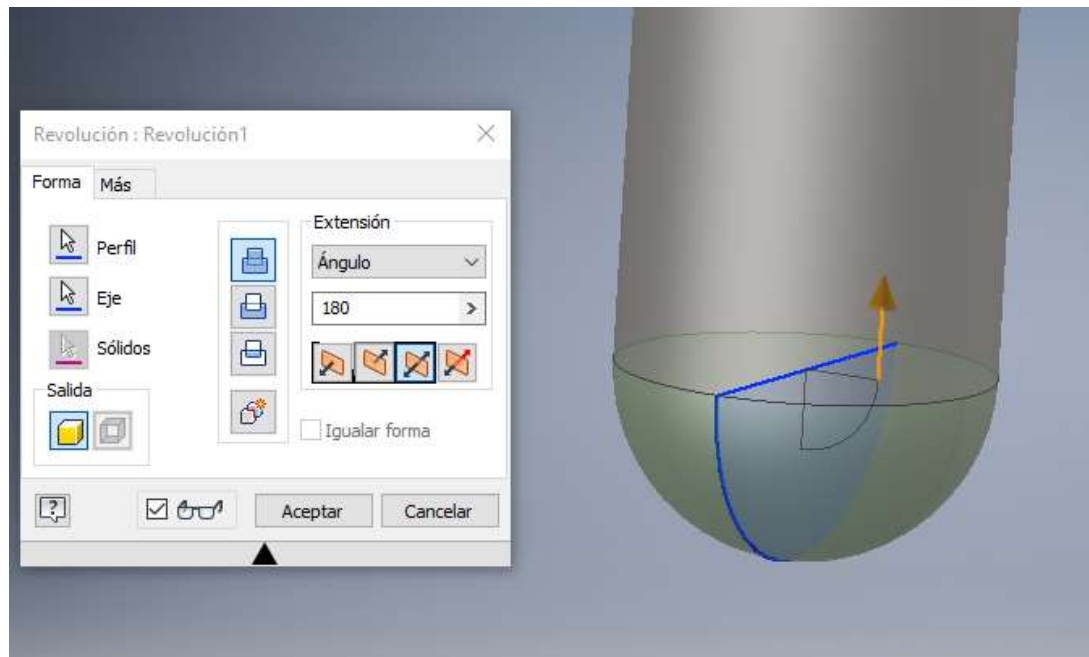 Revolución : Revolución1
Forma
Más
Perfil
Eje
Sólidos
Salida
Extensión
Ángulo
180
Igualar forma
?
Aceptar
Cancelar